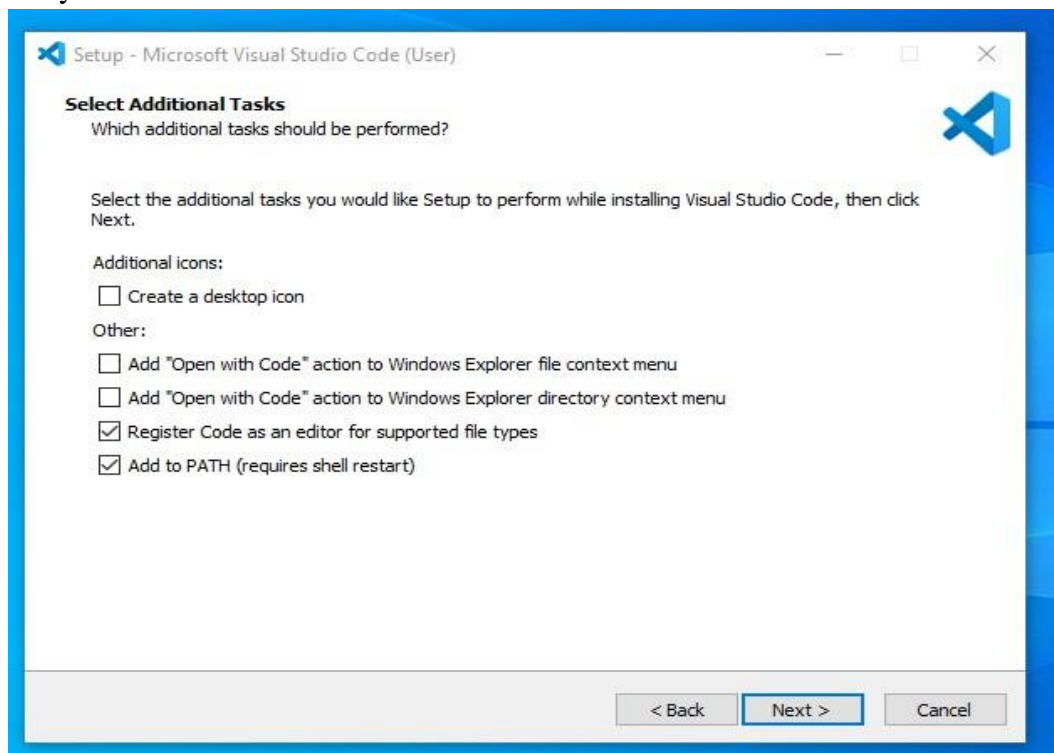 Setup - Microsoft Visual Studio Code (User)
Select Additional Tasks
Which additional tasks should be performed?
Select the additional tasks you would like Setup to perform while installing Visual Studio Code, then click
Next.
Additional icons:
Create a desktop icon
Other:
Add "Open with Code" action to Windows Explorer file context menu
Add "Open with Code" action to Windows Explorer directory context menu
Register Code as an editor for supported file types
Add to PATH (requires shell restart)
< Back Next > Cancel